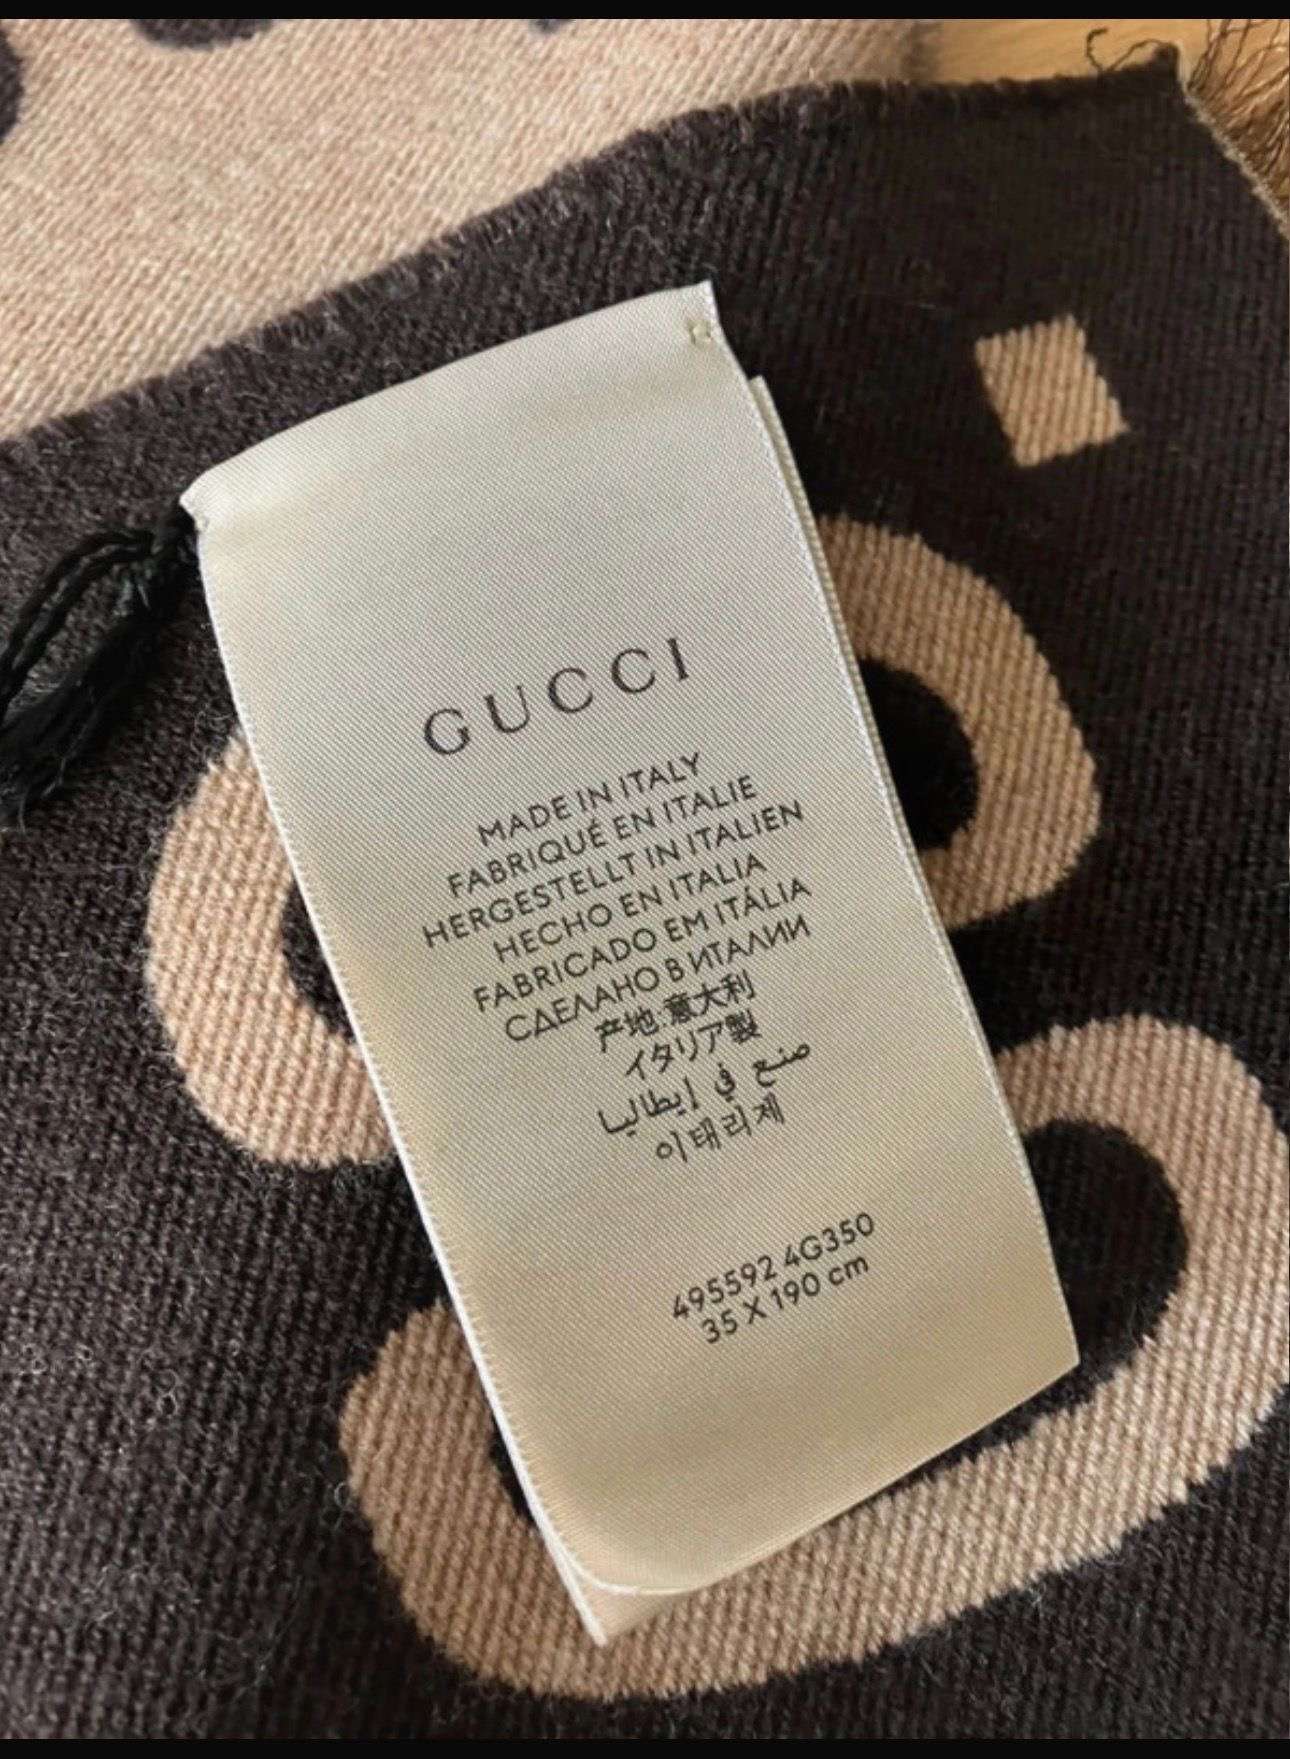 GUCCI
MADE IN ITALY
FABRIQUÉ EN ITALIE
HERGESTELLT IN ITALIEN
HECHO EN ITALIA
FABRICADO EM ITÁLIA
СДЕЛАНО В ИТАЛИИ
产地:意大利
イタリア製
صنع في إيطاليا
이태리제
495592 4G350
35 X 190 cm